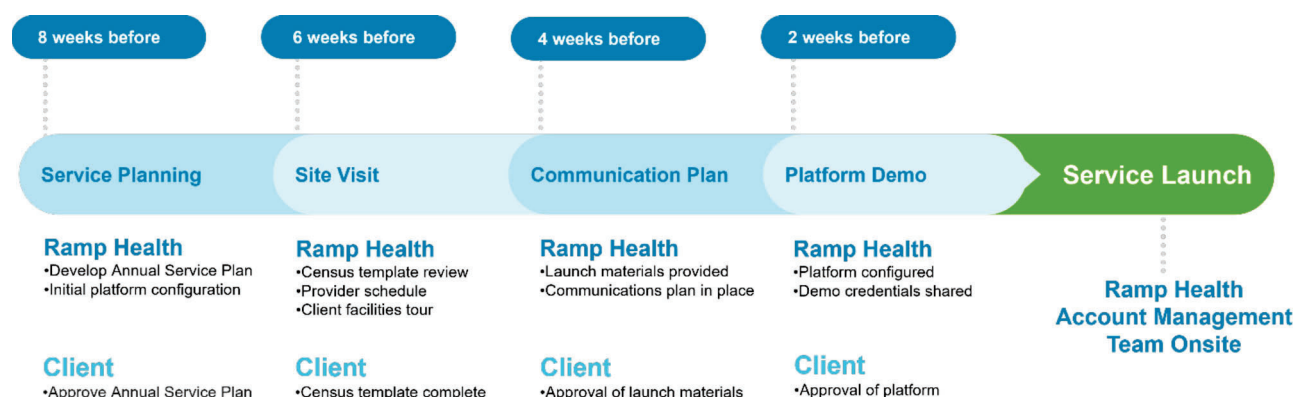 8 weeks before
6 weeks before
4 weeks before
2 weeks before
Service Planning
Site Visit
Communication Plan
Platform Demo
Service Launch
Ramp Health
•Develop Annual Service Plan
•Initial platform configuration
Client
•Approve Annual Service Plan
Ramp Health
•Census template review
•Provider schedule
•Client facilities tour
Client
•Census template complete
Ramp Health
•Launch materials provided
•Communications plan in place
Client
•Approval of launch materials
Ramp Health
•Platform configured
•Demo credentials shared
Client
•Approval of platform
Ramp Health
Account Management
Team Onsite